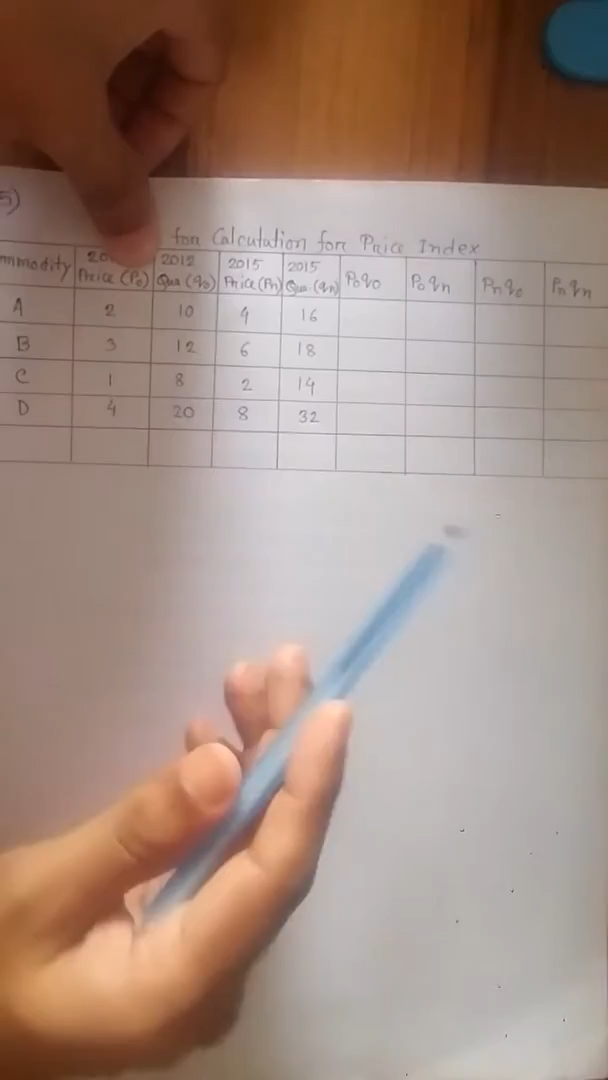 5)
for Calculation for Price Index
mmodity 20 Price (P₀) 2012 Qua (q₀) 2015 Price (Pn) 2015 Qua. (qn) P₀q₀ P₀qn Pnq₀ Pnqn
A 2 10 4 16
B 3 12 6 18
C 1 8 2 14
D 4 20 8 32